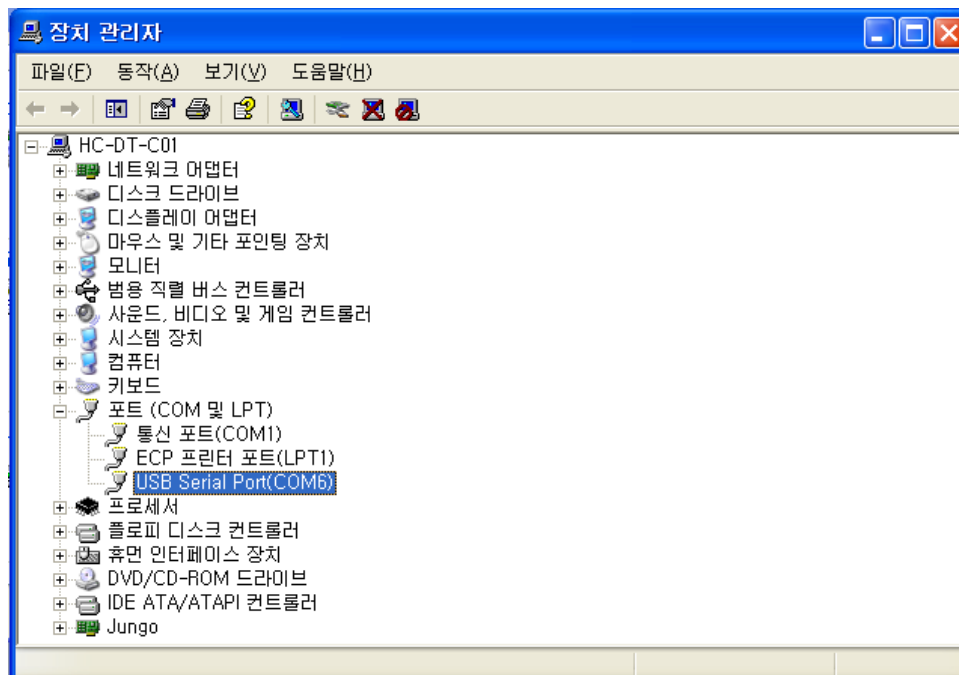 장치 관리자
파일(F) 동작(A) 보기(V) 도움말(H)
HC-DT-C01
네트워크 어댑터
디스크 드라이브
디스플레이 어댑터
마우스 및 기타 포인팅 장치
모니터
범용 직렬 버스 컨트롤러
사운드, 비디오 및 게임 컨트롤러
시스템 장치
컴퓨터
키보드
포트 (COM 및 LPT)
통신 포트(COM1)
ECP 프린터 포트(LPT1)
USB Serial Port(COM6)
프로세서
플로피 디스크 컨트롤러
휴먼 인터페이스 장치
DVD/CD-ROM 드라이브
IDE ATA/ATAPI 컨트롤러
Jungo